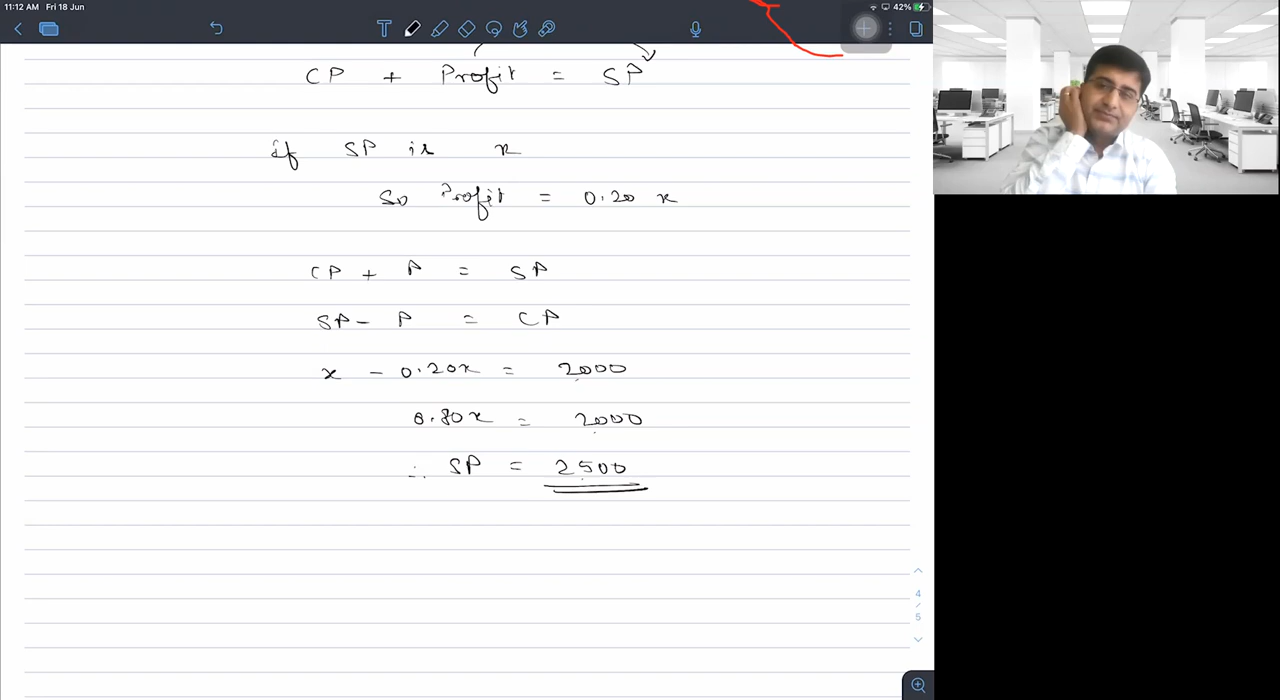 11:12 AM Fri 18 Jun
42%
T
CP + Profit = SP
if SP is x
So Profit = 0.20 x
CP + P = SP
SP - P = CP
x - 0.20x = 2000
0.80x = 2000
∴ SP = 2500
4
/
5